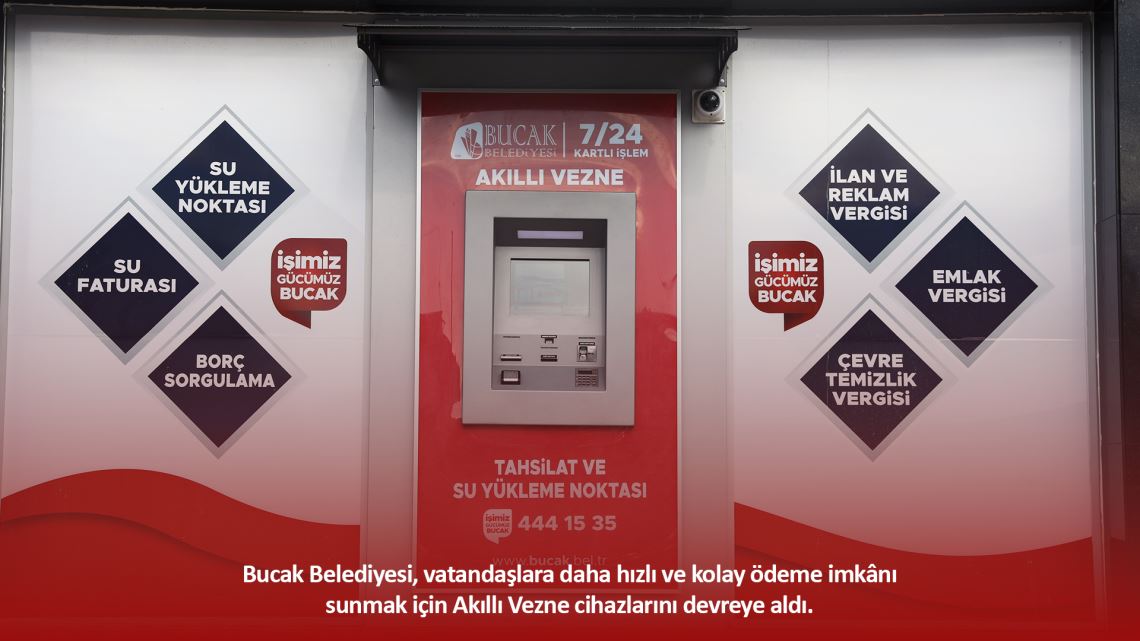 SU
YÜKLEME
NOKTASI
SU
FATURASI
BORÇ
SORGULAMA
işimiz
GÜCÜMÜZ
BUCAK
BUCAK
BELEDİYESİ
7/24
KARTLI İŞLEM
AKILLI VEZNE
TAHSİLAT VE
SU YÜKLEME NOKTASI
işimiz
GÜCÜMÜZ
BUCAK
444 15 35
www.bucak.bel.tr
işimiz
GÜCÜMÜZ
BUCAK
İLAN VE
REKLAM
VERGİSİ
EMLAK
VERGİSİ
ÇEVRE
TEMİZLİK
VERGİSİ
Bucak Belediyesi, vatandaşlara daha hızlı ve kolay ödeme imkânı
sunmak için Akıllı Vezne cihazlarını devreye aldı.